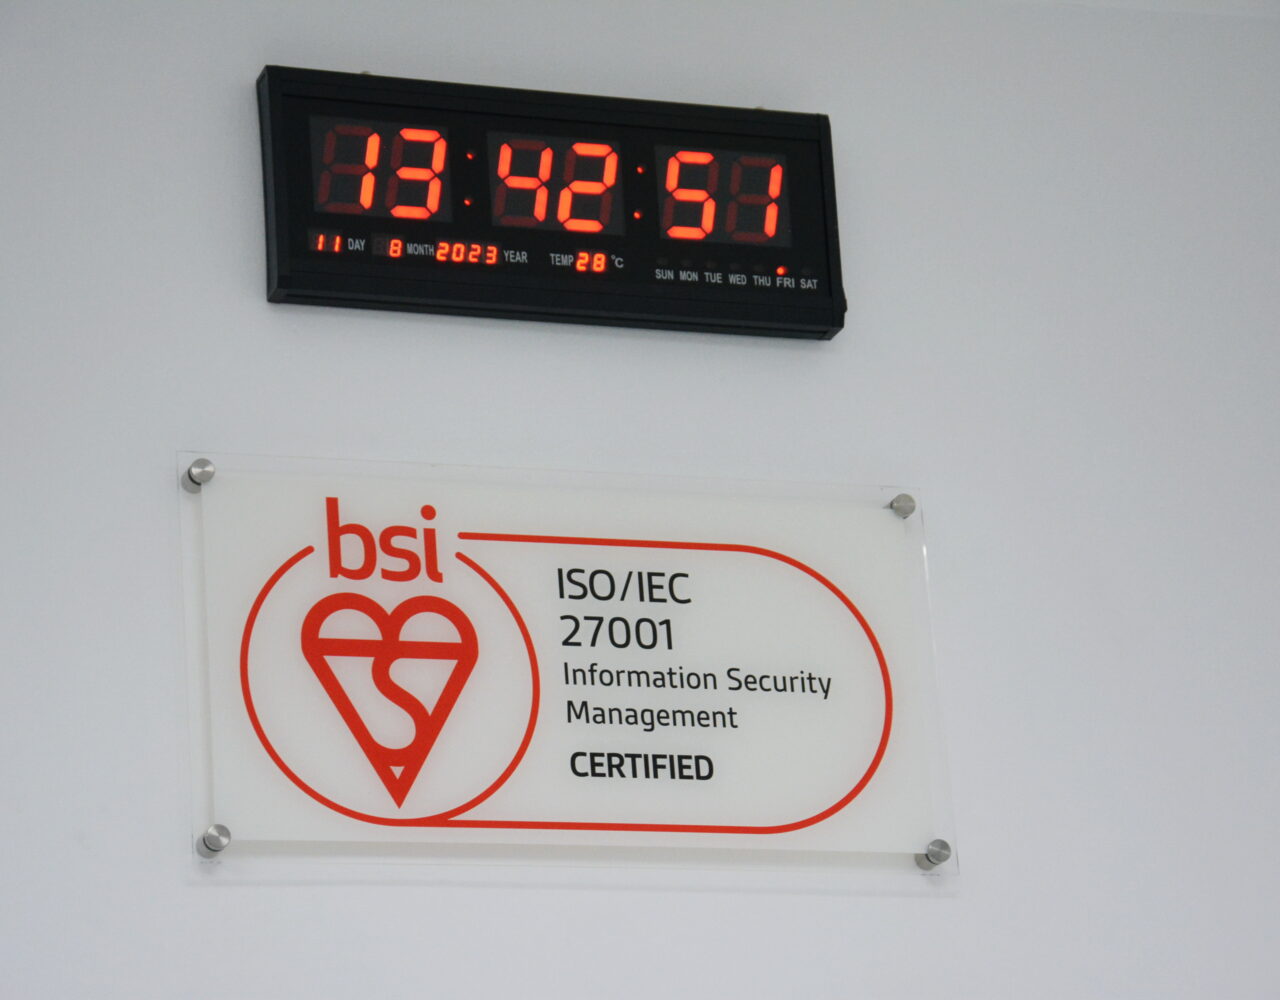 13:42:51
11 DAY 8 MONTH 2023 YEAR TEMP 28 °C
SUN MON TUE WED THU FRI SAT
bsi
ISO/IEC
27001
Information Security
Management
CERTIFIED